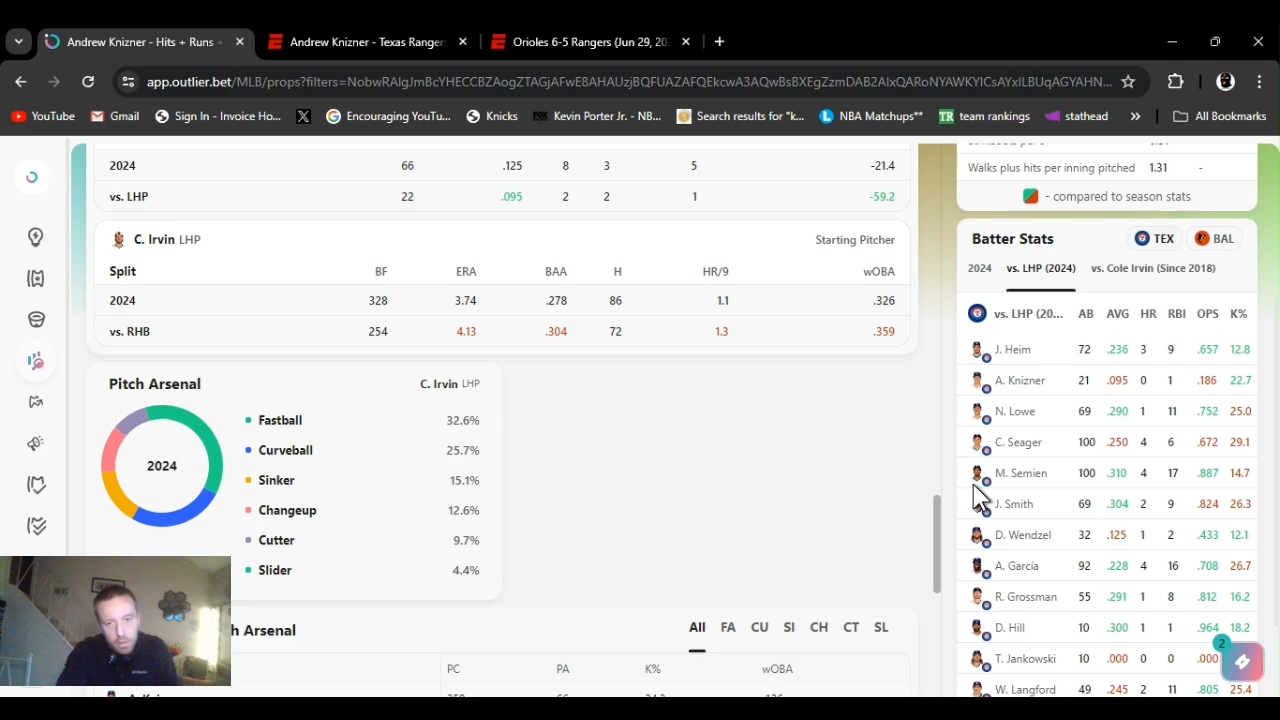 Andrew Knizner - Hits + Runs +
Andrew Knizner - Texas Rangers
Orioles 6-5 Rangers (Jun 29, 20
YouTube
Gmail
Sign In - Invoice Ho...
Encouraging YouTu...
Knicks
Kevin Porter Jr. - NB...
Search results for "k...
NBA Matchups**
TR team rankings
stathead
All Bookmarks
2024 66 .125 8 3 5 -21.4
vs. LHP 22 .095 2 2 1 -59.2
C. Irvin LHP Starting Pitcher
Split BF ERA BAA H HR/9 wOBA
2024 328 3.74 .278 86 1.1 .326
vs. RHB 254 4.13 .304 72 1.3 .359
Pitch Arsenal C. Irvin LHP
2024
Fastball 32.6%
Curveball 25.7%
Sinker 15.1%
Changeup 12.6%
Cutter 9.7%
Slider 4.4%
h Arsenal All FA CU SI CH CT SL
PC PA K% wOBA
Walks plus hits per inning pitched 1.31 -
- compared to season stats
Batter Stats TEX BAL
2024 vs. LHP (2024) vs. Cole Irvin (Since 2018)
vs. LHP (20... AB AVG HR RBI OPS K%
J. Heim 72 .236 3 9 .657 12.8
A. Knizner 21 .095 0 1 .186 22.7
N. Lowe 69 .290 1 11 .752 25.0
C. Seager 100 .250 4 6 .672 29.1
M. Semien 100 .310 4 17 .887 14.7
J. Smith 69 .304 2 9 .824 26.3
D. Wendzel 32 .125 1 2 .433 12.1
A. García 92 .228 4 16 .708 26.7
R. Grossman 55 .291 1 8 .812 16.2
D. Hill 10 .300 1 1 .964 18.2
T. Jankowski 10 .000 0 0 .000
W. Langford 49 .245 2 11 .805 25.4
2